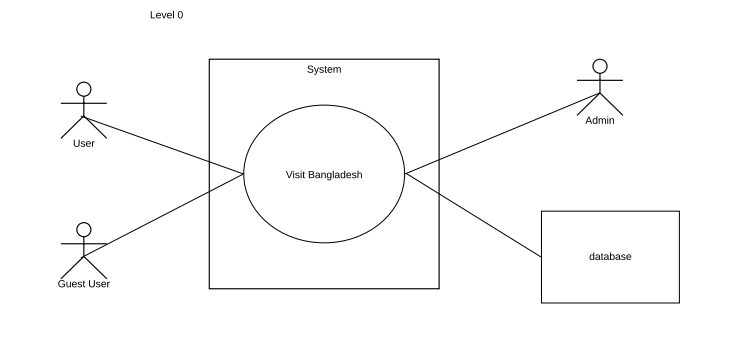 Level 0
System
User
Visit Bangladesh
Admin
Guest User
database